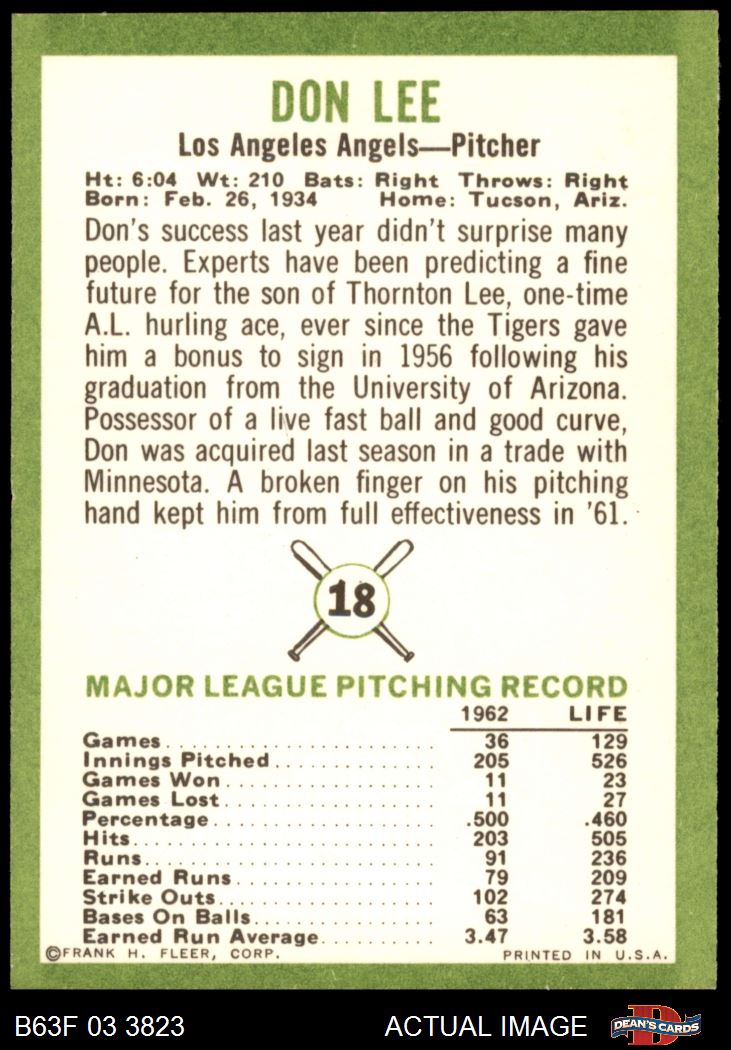 DON LEE
Los Angeles Angels—Pitcher
Ht: 6:04 Wt: 210 Bats: Right Throws: Right
Born: Feb. 26, 1934 Home: Tucson, Ariz.
Don's success last year didn't surprise many
people. Experts have been predicting a fine
future for the son of Thornton Lee, one-time
A.L. hurling ace, ever since the Tigers gave
him a bonus to sign in 1956 following his
graduation from the University of Arizona.
Possessor of a live fast ball and good curve,
Don was acquired last season in a trade with
Minnesota. A broken finger on his pitching
hand kept him from full effectiveness in '61.
18
MAJOR LEAGUE PITCHING RECORD
1962 LIFE
Games 36 129
Innings Pitched 205 526
Games Won 11 23
Games Lost 11 27
Percentage .500 .460
Hits 203 505
Runs 91 236
Earned Runs 79 209
Strike Outs 102 274
Bases On Balls 63 181
Earned Run Average 3.47 3.58
©FRANK H. FLEER, CORP. PRINTED IN U.S.A.
B63F 03 3823 ACTUAL IMAGE D DEAN'S CARDS